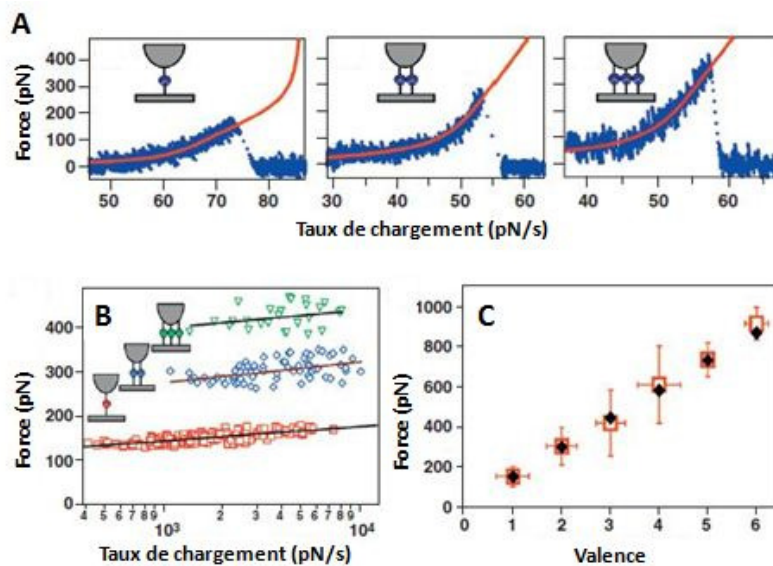 A
Force (pN)
400
300
200
100
0
50 60 70 80
30 40 50 60
40 50 60
Taux de chargement (pN/s)
B
Force (pN)
400
300
200
100
0
4 5 6 7 8 9 2 3 4 5 6 7 8 9
10³ 10⁴
Taux de chargement (pN/s)
C
Force (pN)
1000
800
600
400
200
0
0 1 2 3 4 5 6
Valence